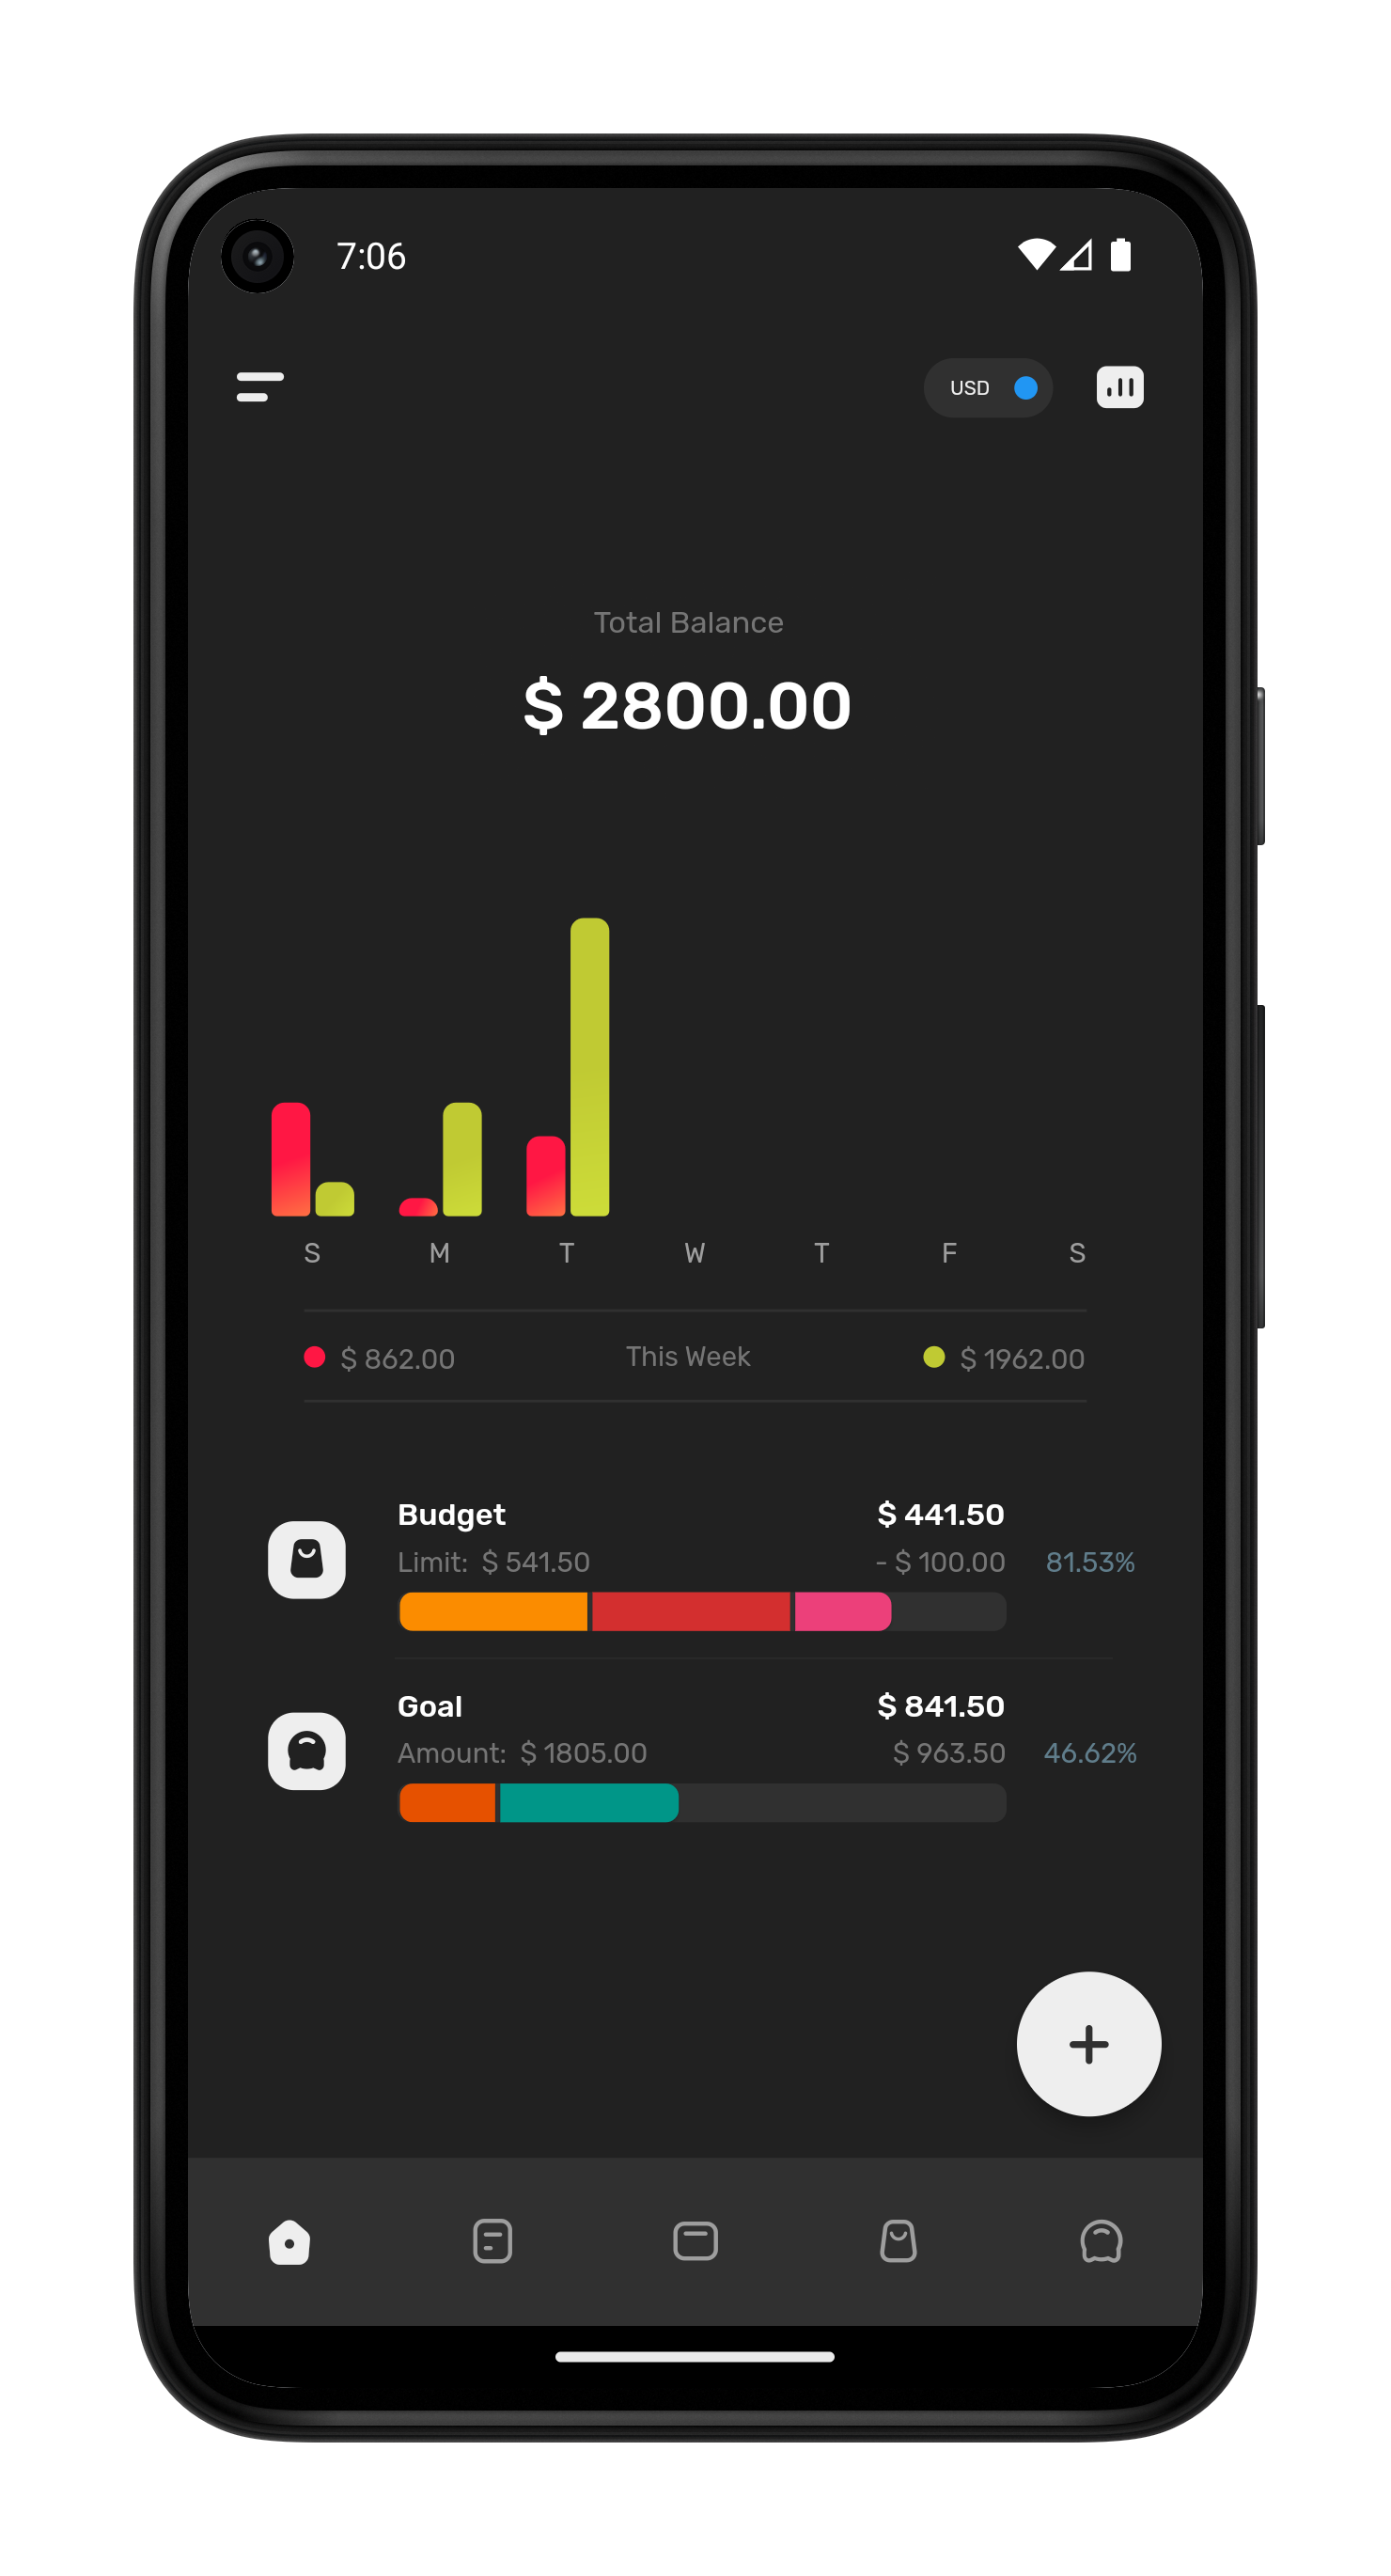 7:06
USD
Total Balance
$ 2800.00
S M T W T F S
$ 862.00 This Week $ 1962.00
Budget $ 441.50
Limit: $ 541.50 - $ 100.00 81.53%
Goal $ 841.50
Amount: $ 1805.00 $ 963.50 46.62%